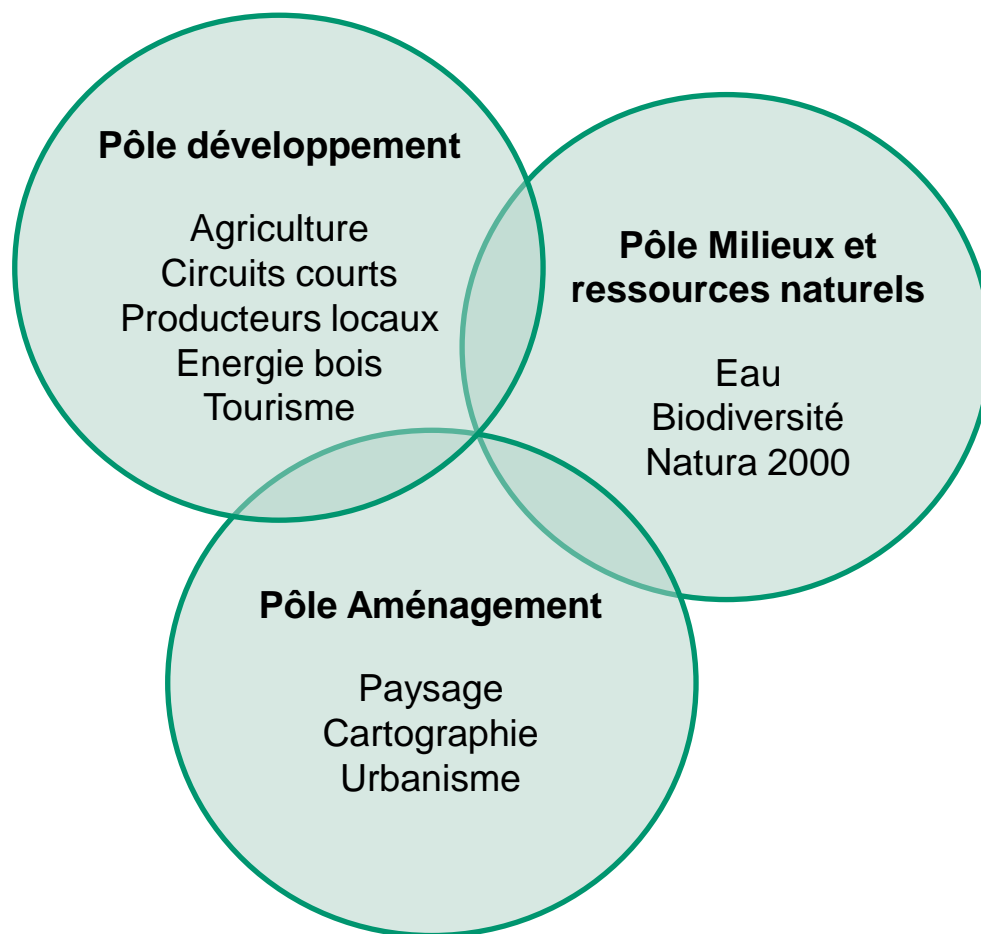 Pôle développement
Agriculture
Circuits courts
Producteurs locaux
Energie bois
Tourisme
Pôle Milieux et
ressources naturels
Eau
Biodiversité
Natura 2000
Pôle Aménagement
Paysage
Cartographie
Urbanisme